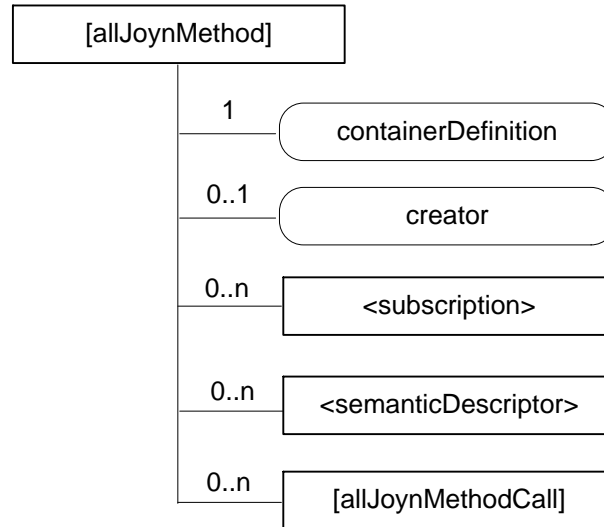 [allJoynMethod]
1
containerDefinition
0..1
creator
0..n
<subscription>
0..n
<semanticDescriptor>
0..n
[allJoynMethodCall]